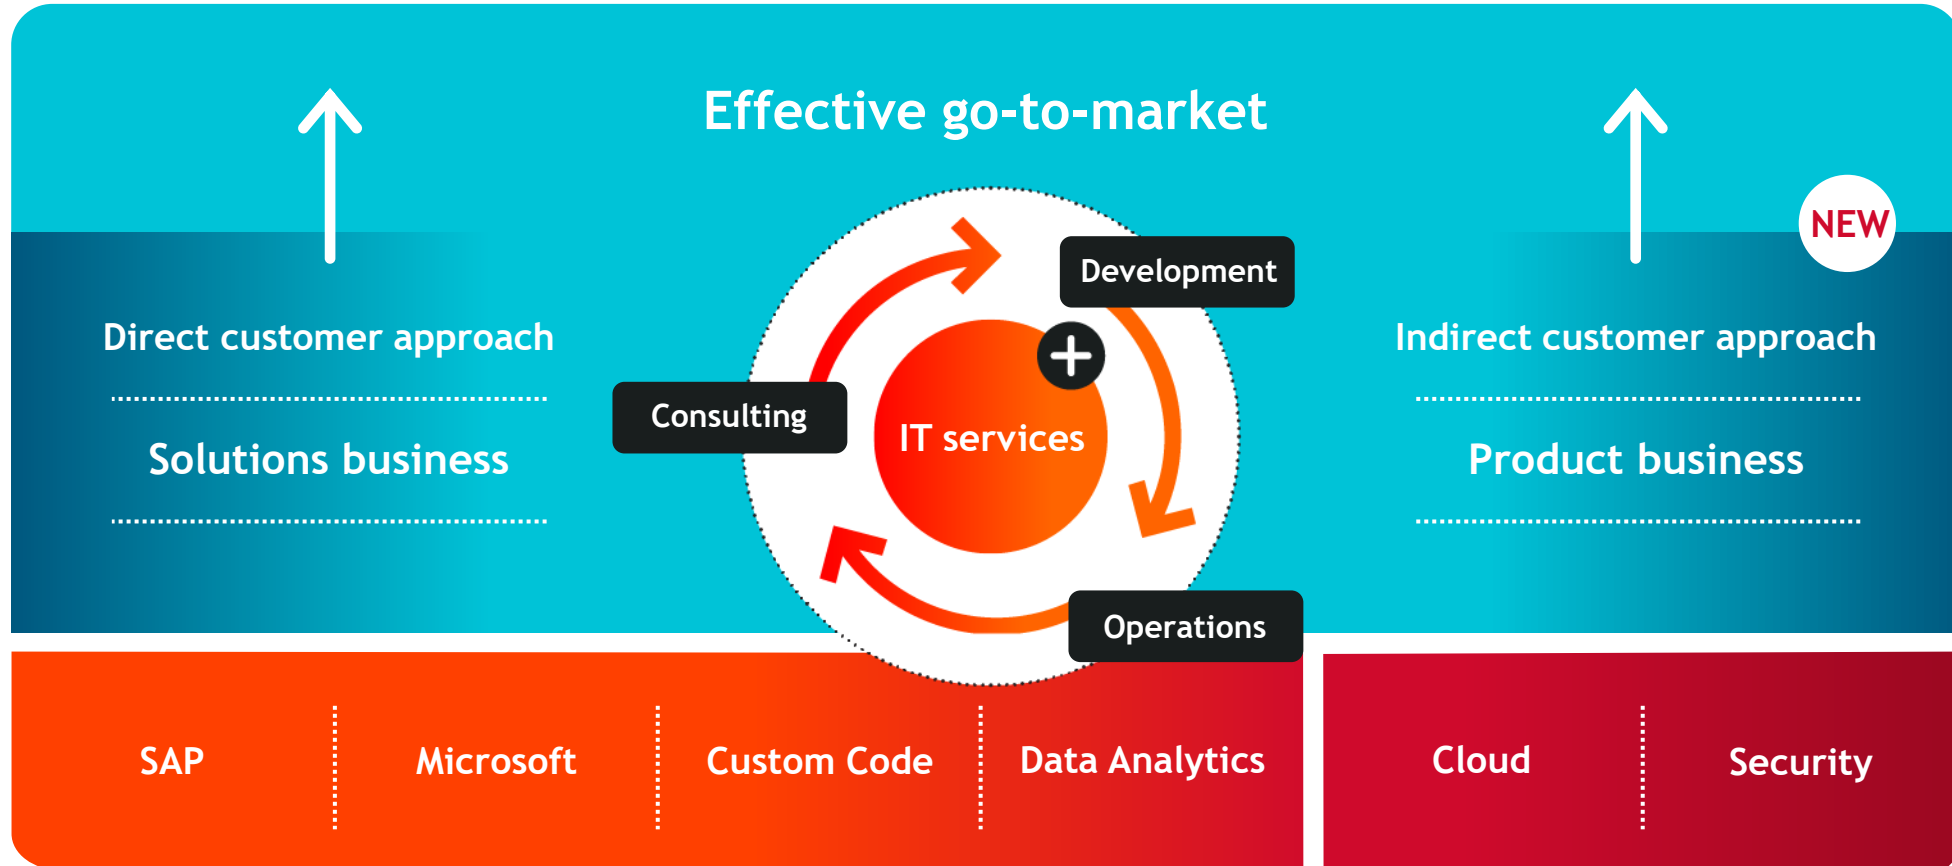 Effective go-to-market
NEW
Direct customer approach
Solutions business
Development
Consulting
IT services
Operations
Indirect customer approach
Product business
SAP
Microsoft
Custom Code
Data Analytics
Cloud
Security